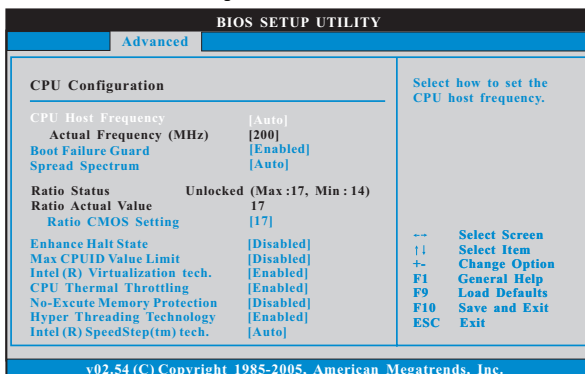 BIOS SETUP UTILITY
Advanced
CPU Configuration
CPU Host Frequency [Auto]
Actual Frequency (MHz) [200]
Boot Failure Guard [Enabled]
Spread Spectrum [Auto]
Ratio Status Unlocked (Max :17, Min : 14)
Ratio Actual Value 17
Ratio CMOS Setting [17]
Enhance Halt State [Disabled]
Max CPUID Value Limit [Disabled]
Intel (R) Virtualization tech. [Enabled]
CPU Thermal Throttling [Enabled]
No-Excute Memory Protection [Disabled]
Hyper Threading Technology [Enabled]
Intel (R) SpeedStep(tm) tech. [Auto]
Select how to set the
CPU host frequency.
↔ Select Screen
↑↓ Select Item
+- Change Option
F1 General Help
F9 Load Defaults
F10 Save and Exit
ESC Exit
v02.54 (C) Copyright 1985-2005, American Megatrends, Inc.